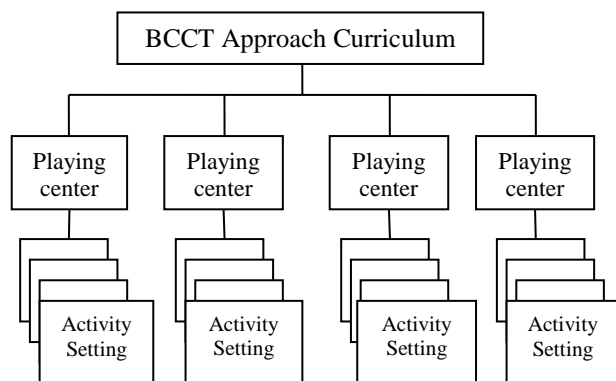 BCCT Approach Curriculum
Playing
center
Playing
center
Playing
center
Playing
center
Activity
Setting
Activity
Setting
Activity
Setting
Activity
Setting